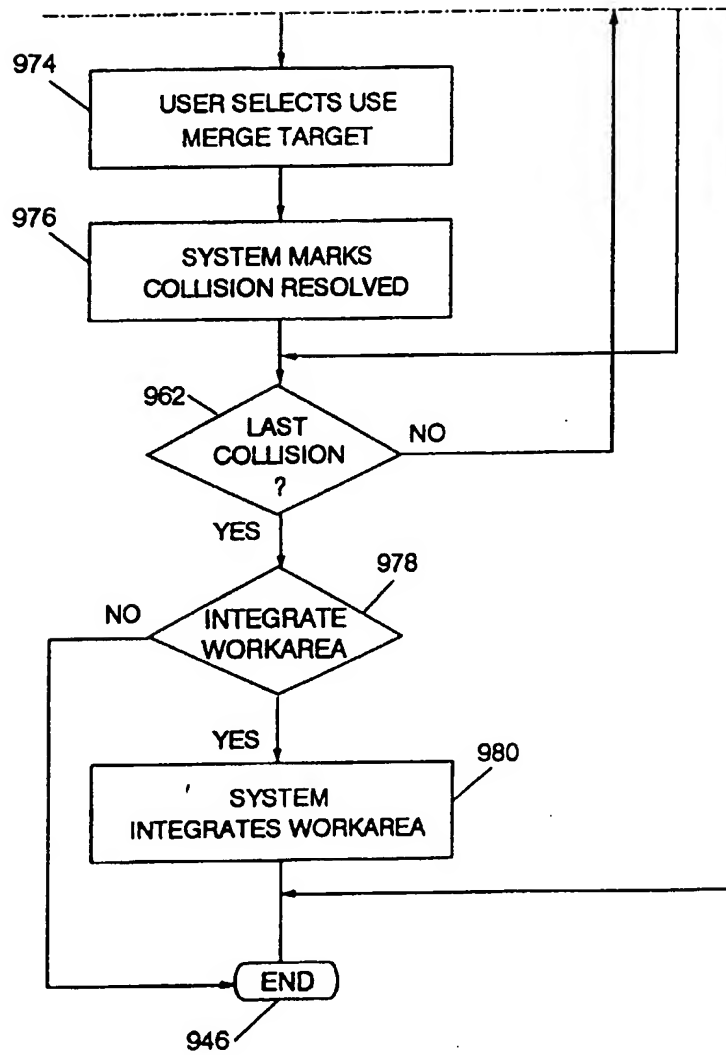 974
USER SELECTS USE
MERGE TARGET
976
SYSTEM MARKS
COLLISION RESOLVED
962
LAST
COLLISION
?
NO
YES
978
NO
INTEGRATE
WORKAREA
YES
980
SYSTEM
INTEGRATES WORKAREA
END
946